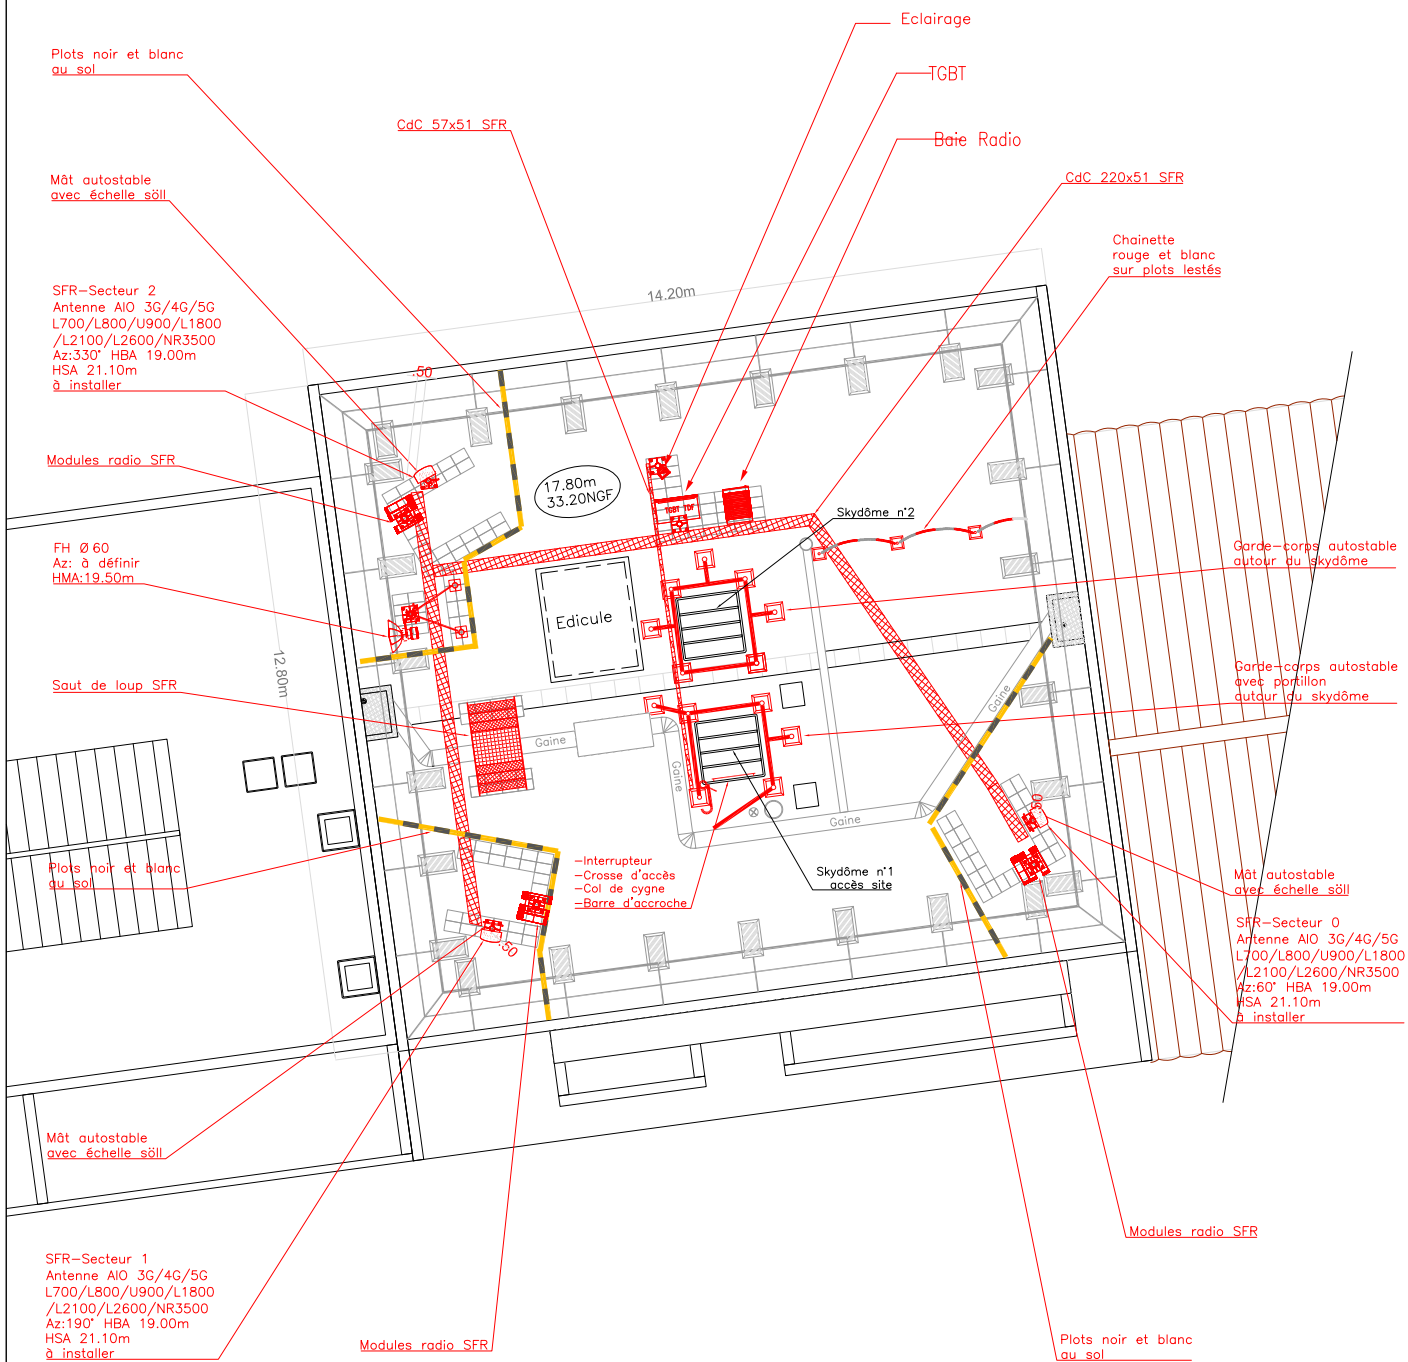 Eclairage
Plots noir et blanc
au sol
TGBT
CdC 57x51 SFR
Baie Radio
Mât autostable
avec échelle söll
CdC 220x51 SFR
Chainette
rouge et blanc
sur plots lestés
SFR-Secteur 2
Antenne AIO 3G/4G/5G
L700/L800/U900/L1800
/L2100/L2600/NR3500
Az:330° HBA 19.00m
HSA 21.10m
à installer
14.20m
.50
Modules radio SFR
17.80m
33.20NGF
TGBT TDF
Skydôme n°2
FH Ø60
Az: à définir
HMA:19.50m
Garde-corps autostable
autour du skydôme
Edicule
12.80m
Saut de loup SFR
Garde-corps autostable
avec portillon
autour du skydôme
Gaine
Gaine
Gaine
Gaine
.50
Plots noir et blanc
au sol
-Interrupteur
-Crosse d'accès
-Col de cygne
-Barre d'accroche
Skydôme n°1
accès site
Mât autostable
avec échelle söll
.50
SFR-Secteur 0
Antenne AIO 3G/4G/5G
L700/L800/U900/L1800
/L2100/L2600/NR3500
Az:60° HBA 19.00m
HSA 21.10m
à installer
Mât autostable
avec échelle söll
Modules radio SFR
SFR-Secteur 1
Antenne AIO 3G/4G/5G
L700/L800/U900/L1800
/L2100/L2600/NR3500
Az:190° HBA 19.00m
HSA 21.10m
à installer
Modules radio SFR
Plots noir et blanc
au sol